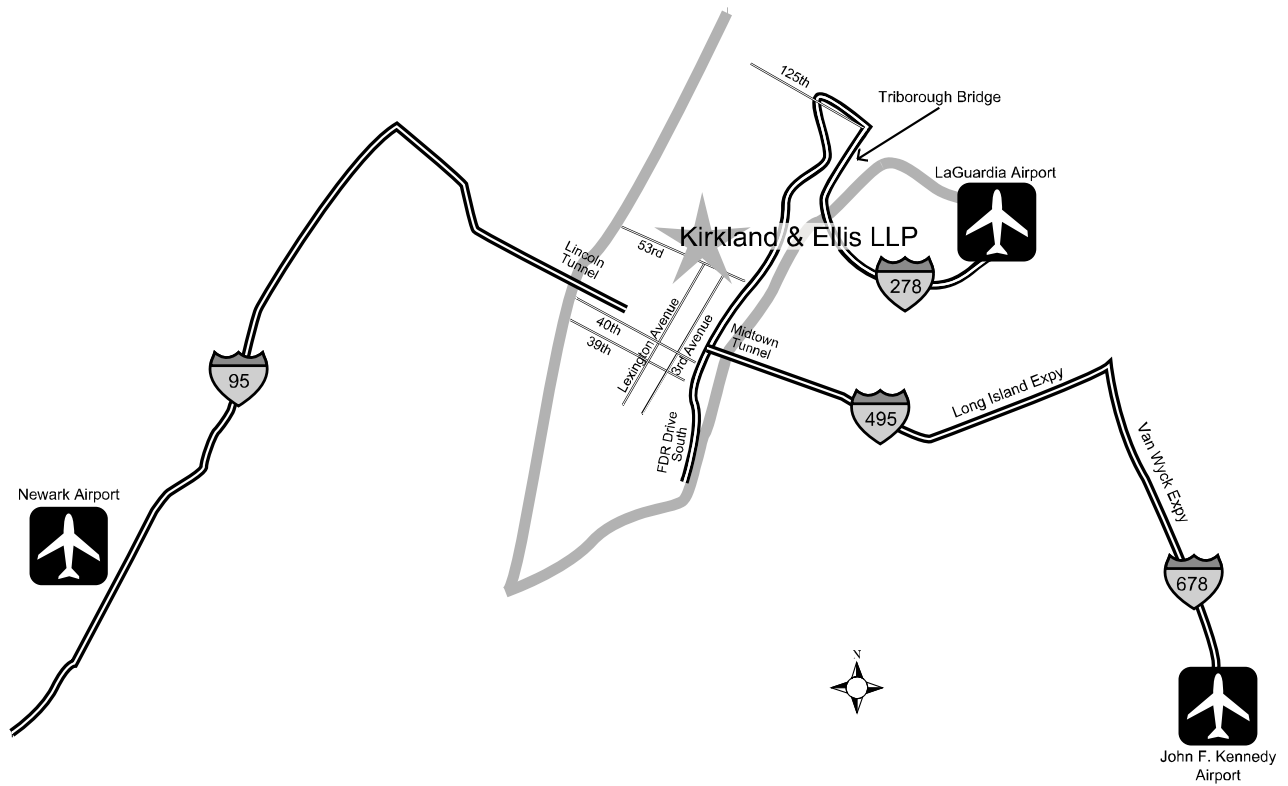 125th
Triborough Bridge
LaGuardia Airport
Kirkland & Ellis LLP
53rd
Lincoln
Tunnel
278
Lexington Avenue
3rd Avenue
40th
39th
Midtown
Tunnel
95
495
Long Island Expy
FDR Drive
South
Van Wyck Expy
Newark Airport
678
N
John F. Kennedy
Airport